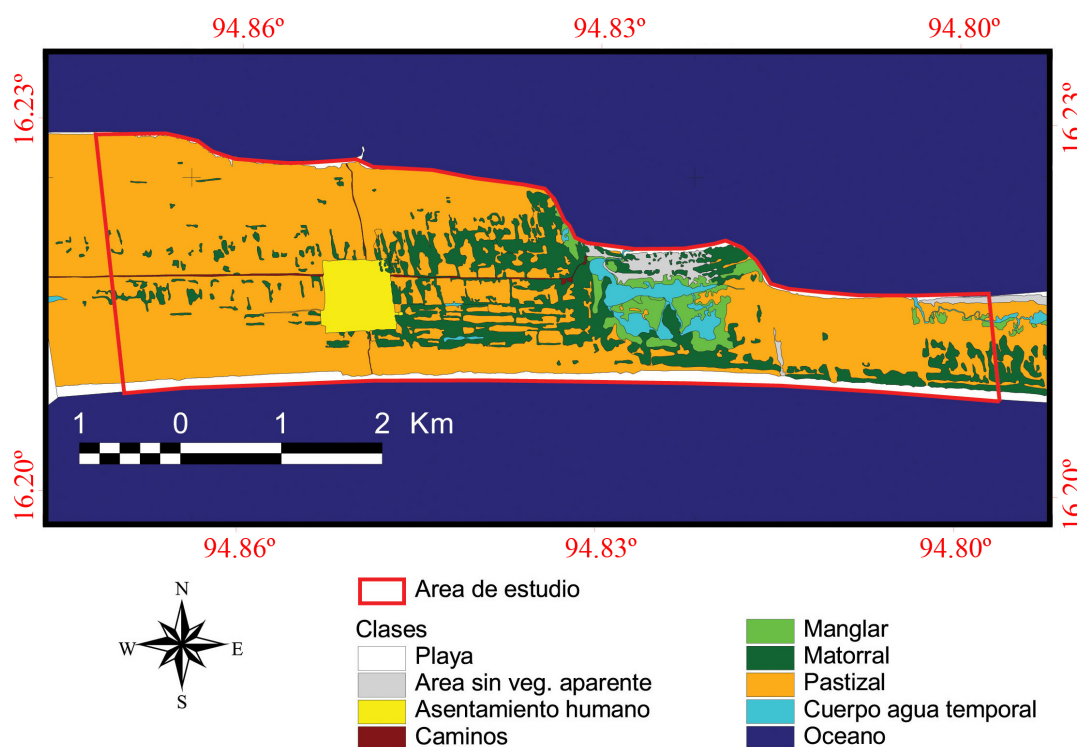 94.86º 94.83º 94.80º
16.23º 16.23º
1 0 1 2 Km
16.20º 16.20º
94.86º 94.83º 94.80º
N
W E
S
Area de estudio
Clases
Playa
Area sin veg. aparente
Asentamiento humano
Caminos
Manglar
Matorral
Pastizal
Cuerpo agua temporal
Oceano